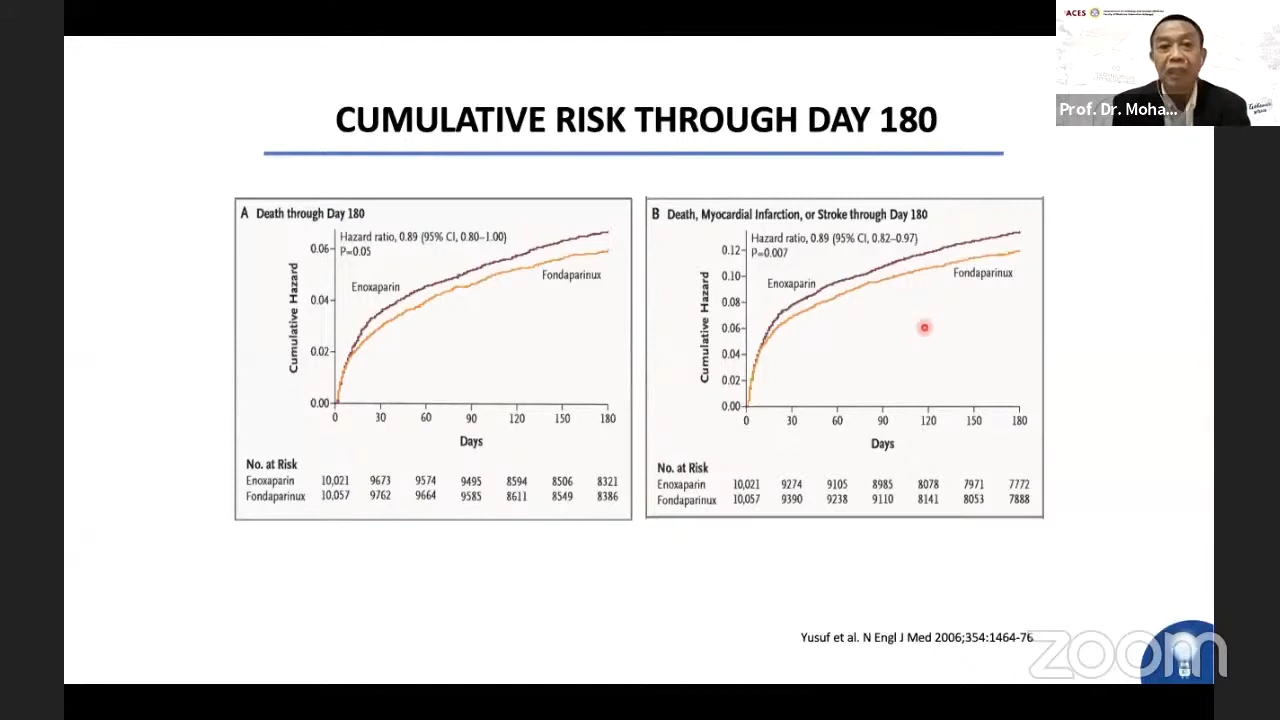 ACES
Prof. Dr. Moha...
CUMULATIVE RISK THROUGH DAY 180
A Death through Day 180
Hazard ratio, 0.89 (95% CI, 0.80–1.00)
P=0.05
0.06
0.04
0.02
0.00
Cumulative Hazard
Enoxaparin
Fondaparinux
0 30 60 90 120 150 180
Days
No. at Risk
Enoxaparin 10,021 9673 9574 9495 8594 8506 8321
Fondaparinux 10,057 9762 9664 9585 8611 8549 8386
B Death, Myocardial Infarction, or Stroke through Day 180
Hazard ratio, 0.89 (95% CI, 0.82–0.97)
P=0.007
0.12
0.10
0.08
0.06
0.04
0.02
0.00
Cumulative Hazard
Enoxaparin
Fondaparinux
0 30 60 90 120 150 180
Days
No. at Risk
Enoxaparin 10,021 9274 9105 8985 8078 7971 7772
Fondaparinux 10,057 9390 9238 9110 8141 8053 7888
Yusuf et al. N Engl J Med 2006;354:1464-76
zoom